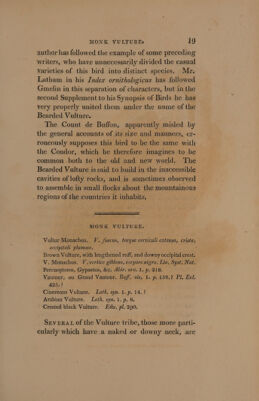 MONK VULTURE. 19
author has followed the example of some preceding
writers, who have unnecessarily divided the casual
varieties of this bird into distinct species. Mr.
Latham in his Index ornithologicus has followed
Gmelin in this separation of characters, but in the
second Supplement to his Synopsis of Birds he has
very properly united them under the name of the
Bearded Vulture.
The Count de Buffon, apparently misled by
the general accounts of its size and manners, er-
roneously supposes this bird to be the same with
the Condor, which he therefore imagines to be
common both to the old and new world. The
Bearded Vulture is said to build in the inaccessible
cavities of lofty rocks, and is sometimes observed
to assemble in small flocks about the mountainous
regions of the countries it inhabits.
MONK VULTURE.
Vultur Monachus. V. fuscus, torque cervicali extenso, crista,
occipitali plumosa.
Brown Vulture, with lengthened ruff, and downy occipital crest.
V. Monachus. V. vertice gibboso, corpore nigro. Lin. Syst. Nat.
Percnopterus, Gypaetos, &c. Aldr. orn. 1. p. 218.
Vautour, ou Grand Vautour. Buff. ois. 1. p. 158.? Pl. Enl.
425.?
Cinereous Vulture. Lath. syn. 1. p. 14.?
Arabian Vulture. Lath. syn. 1. p. 8.
Crested black Vulture. Edw. pl. 290.
SEVERAL of the Vulture tribe, those more parti-
cularly which have a naked or downy neck, are